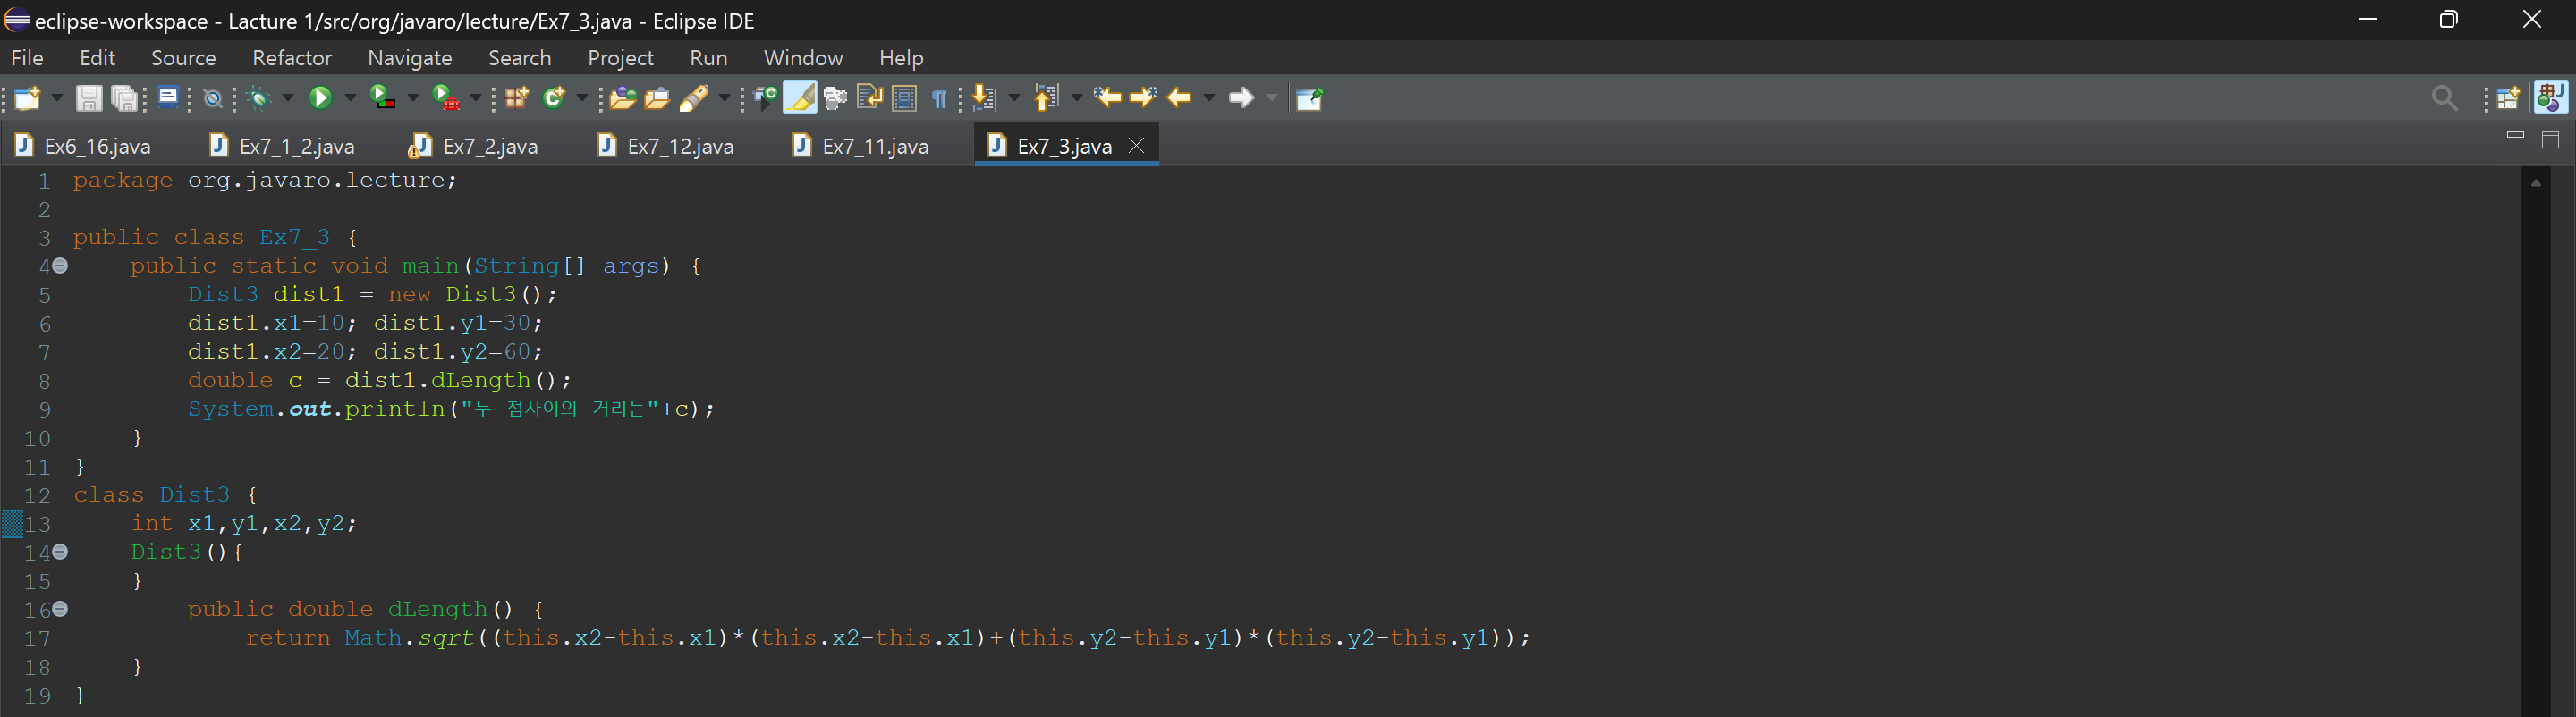 eclipse-workspace - Lacture 1/src/org/javaro/lecture/Ex7_3.java - Eclipse IDE
File Edit Source Refactor Navigate Search Project Run Window Help
Ex6_16.java Ex7_1_2.java Ex7_2.java Ex7_12.java Ex7_11.java Ex7_3.java
1 package org.javaro.lecture;
2
3 public class Ex7_3 {
4 public static void main(String[] args) {
5 Dist3 dist1 = new Dist3();
6 dist1.x1=10; dist1.y1=30;
7 dist1.x2=20; dist1.y2=60;
8 double c = dist1.dLength();
9 System.out.println("두 점사이의 거리는"+c);
10 }
11 }
12 class Dist3 {
13 int x1,y1,x2,y2;
14 Dist3(){
15 }
16 public double dLength() {
17 return Math.sqrt((this.x2-this.x1)*(this.x2-this.x1)+(this.y2-this.y1)*(this.y2-this.y1));
18 }
19 }